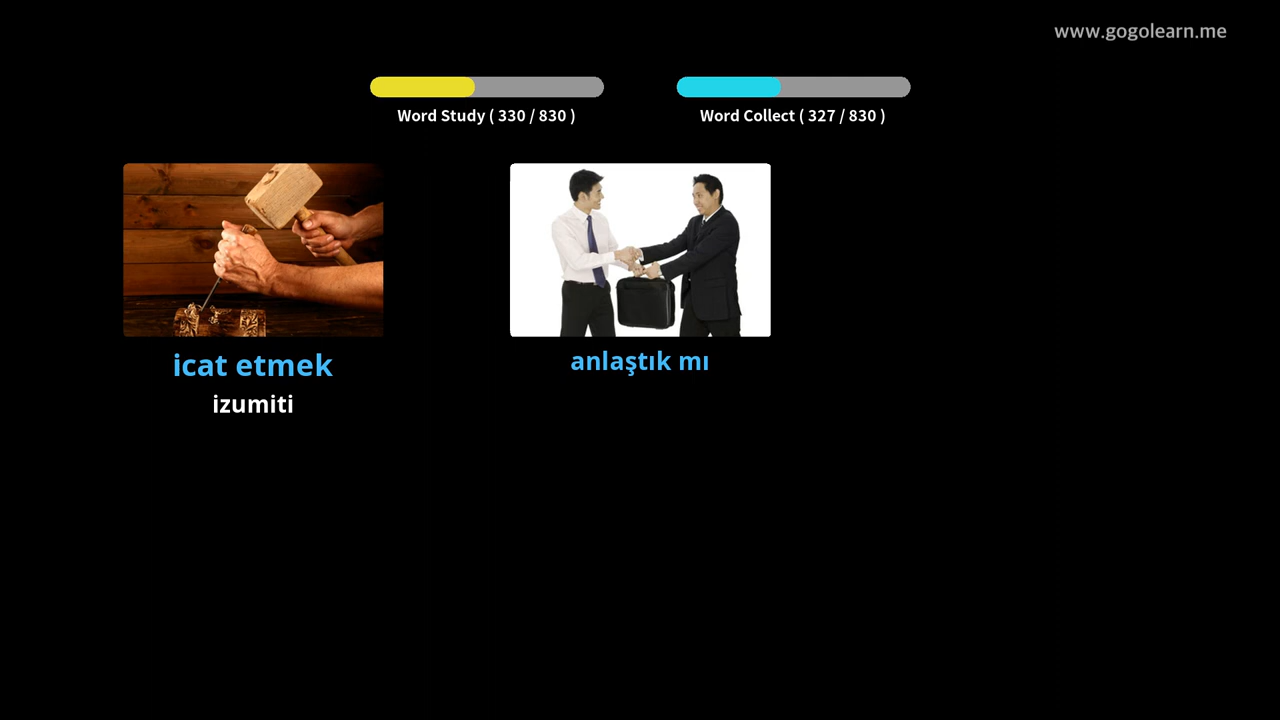 www.gogolearn.me
Word Study ( 330 / 830 )
Word Collect ( 327 / 830 )
icat etmek
izumiti
anlaştık mı